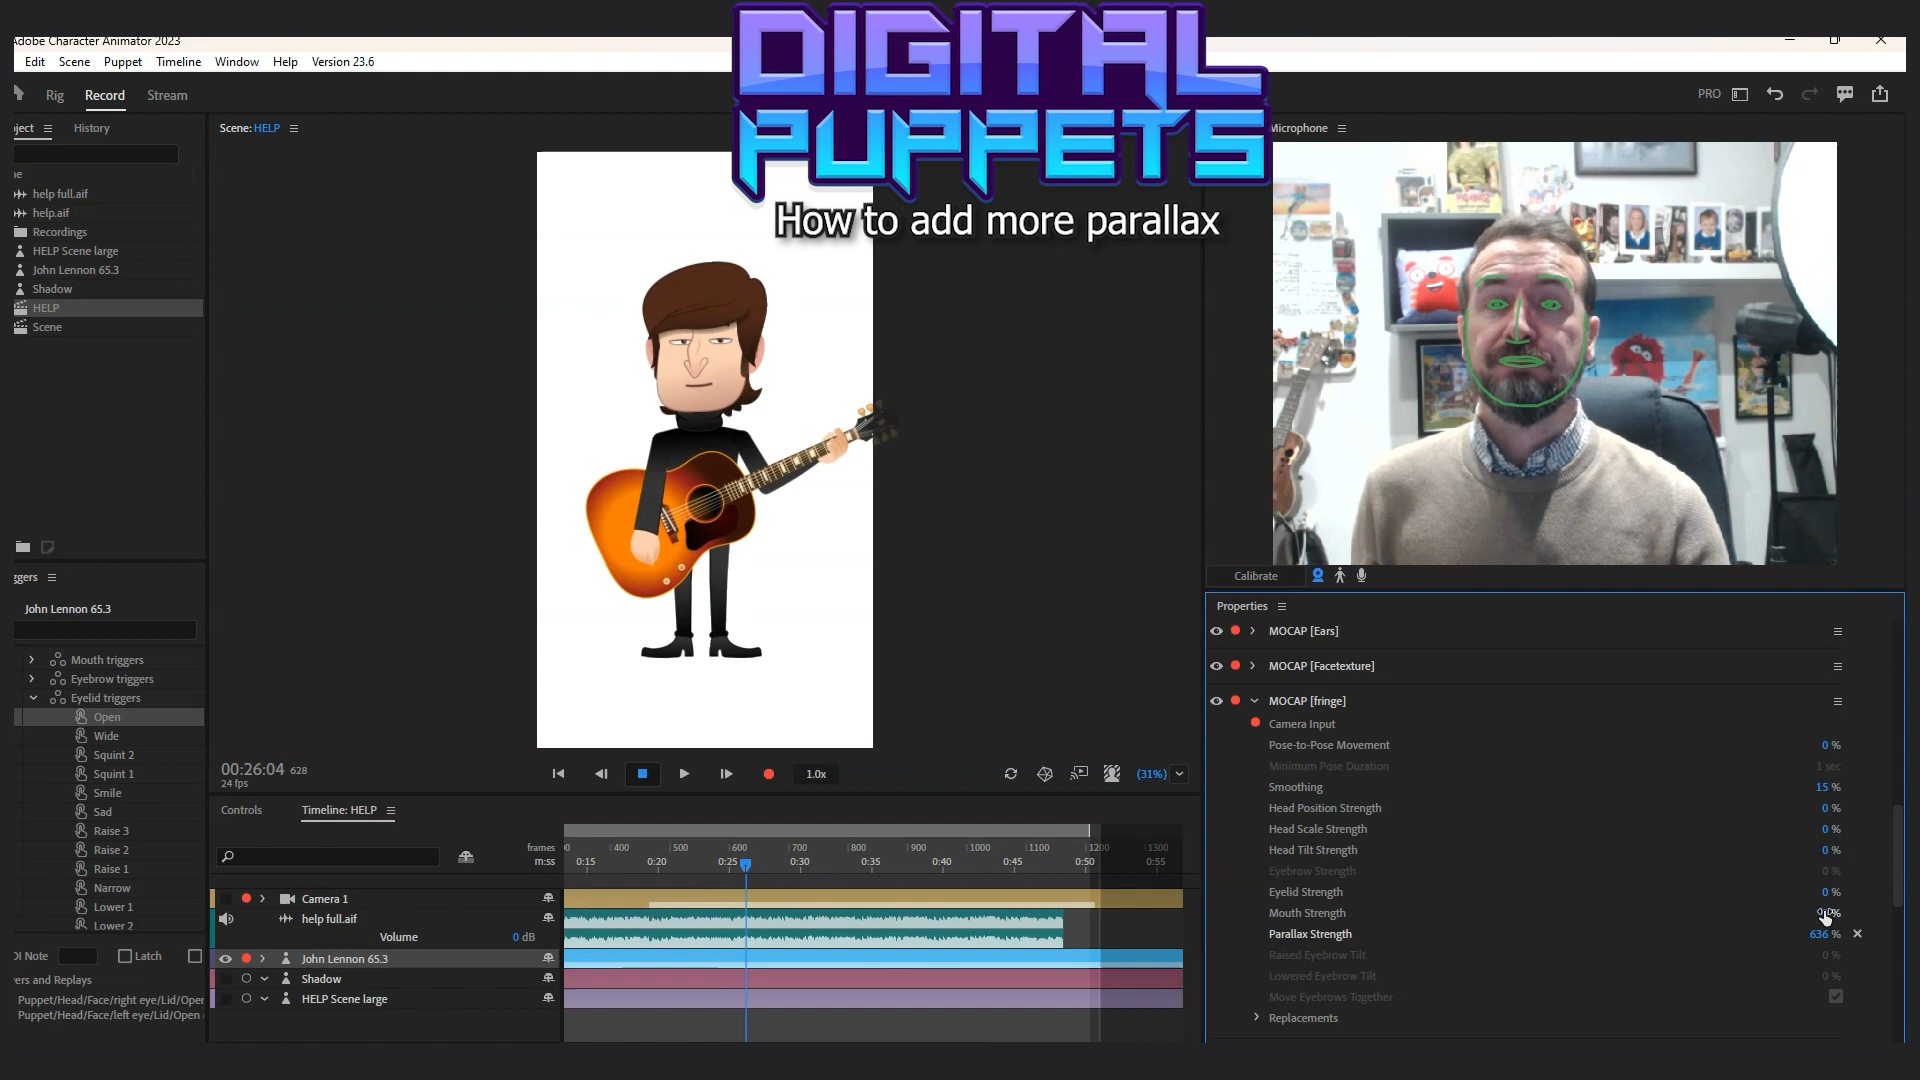 DIGITAL
PUPPETS
How to add more parallax
Adobe Character Animator 2023
Edit Scene Puppet Timeline Window Help Version 23.6
Rig Record Stream
PRO
ject History
Scene: HELP
Microphone
ne
help full.aif
help.aif
Recordings
HELP Scene large
John Lennon 65.3
Shadow
HELP
Scene
ggers
John Lennon 65.3
Mouth triggers
Eyebrow triggers
Eyelid triggers
Open
Wide
Squint 2
Squint 1
Smile
Sad
Raise 3
Raise 2
Raise 1
Narrow
Lower 1
Lower 2
DI Note Latch
ers and Replays
Puppet/Head/Face/right eye/Lid/Open
Puppet/Head/Face/left eye/Lid/Open
00:26:04 628
24 fps
1.0x
(31%)
Controls Timeline: HELP
frames 00 400 500 600 700 800 900 1000 1100 1200 1300
m:ss 0:15 0:20 0:25 0:30 0:35 0:40 0:45 0:50 0:55
Camera 1
help full.aif
Volume 0 dB
John Lennon 65.3
Shadow
HELP Scene large
Calibrate
Properties
MOCAP [Ears]
MOCAP [Facetexture]
MOCAP [fringe]
Camera Input
Pose-to-Pose Movement 0 %
Minimum Pose Duration 1 sec
Smoothing 15 %
Head Position Strength 0 %
Head Scale Strength 0 %
Head Tilt Strength 0 %
Eyebrow Strength 0 %
Eyelid Strength 0 %
Mouth Strength %
Parallax Strength 636 %
Raised Eyebrow Tilt 0 %
Lowered Eyebrow Tilt 0 %
Move Eyebrows Together
Replacements